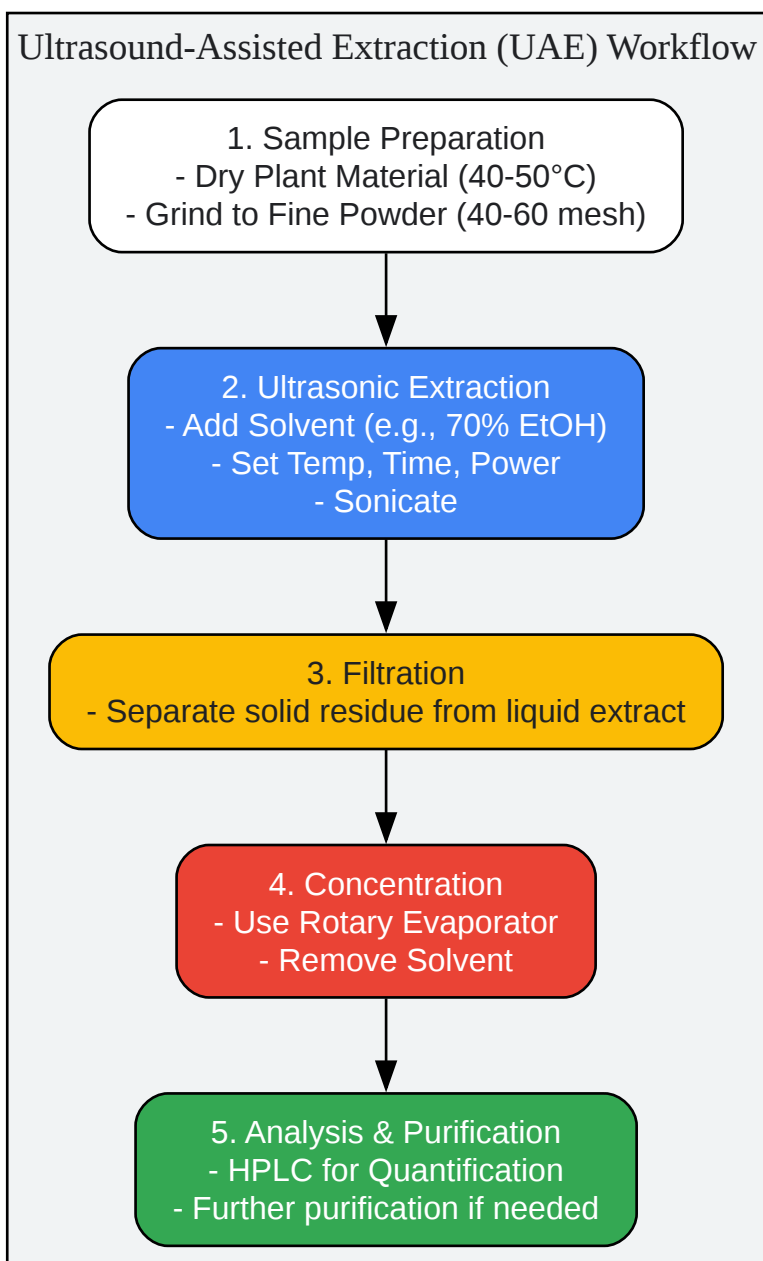 Ultrasound-Assisted Extraction (UAE) Workflow
1. Sample Preparation
- Dry Plant Material (40-50°C)
- Grind to Fine Powder (40-60 mesh)
2. Ultrasonic Extraction
- Add Solvent (e.g., 70% EtOH)
- Set Temp, Time, Power
- Sonicate
3. Filtration
- Separate solid residue from liquid extract
4. Concentration
- Use Rotary Evaporator
- Remove Solvent
5. Analysis & Purification
- HPLC for Quantification
- Further purification if needed